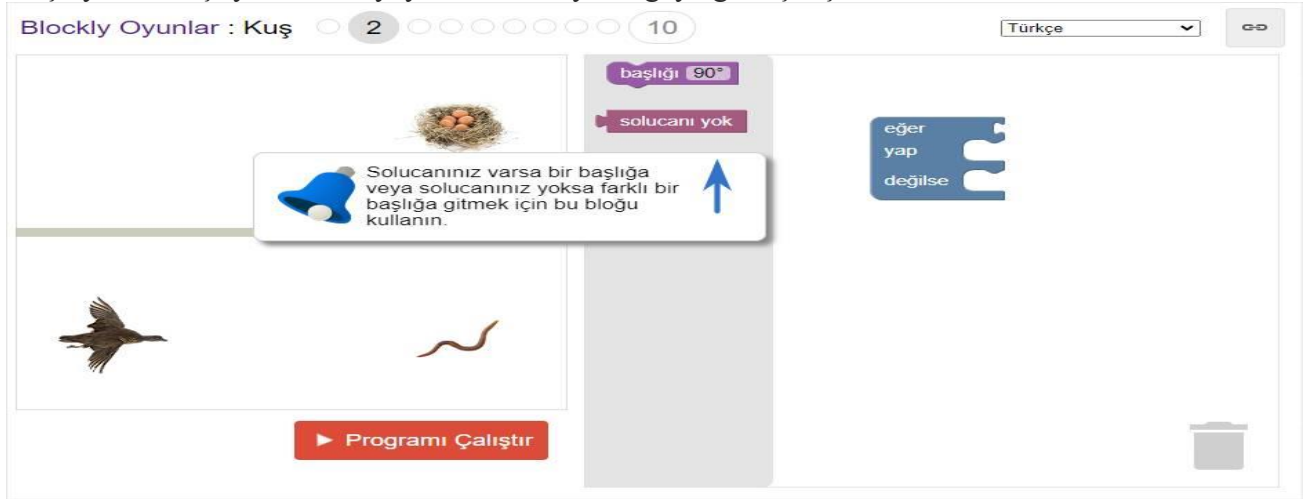 Blockly Oyunlar : Kuş 2 10 Türkçe
başlığı 90°
solucanı yok
eğer
yap
değilse
Solucanınız varsa bir başlığa
veya solucanınız yoksa farklı bir
başlığa gitmek için bu bloğu
kullanın.
Programı Çalıştır